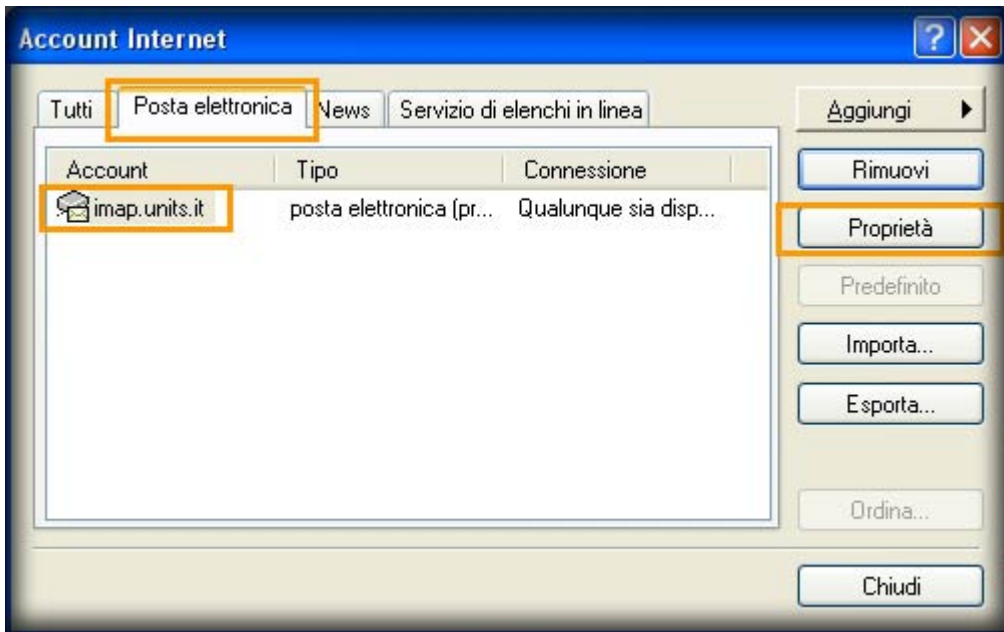 Account Internet
Tutti
Posta elettronica
News
Servizio di elenchi in linea
Aggiungi
Account
Tipo
Connessione
Rimuovi
imap.units.it
posta elettronica (pr...
Qualunque sia disp...
Proprietà
Predefinito
Importa...
Esporta...
Ordina...
Chiudi